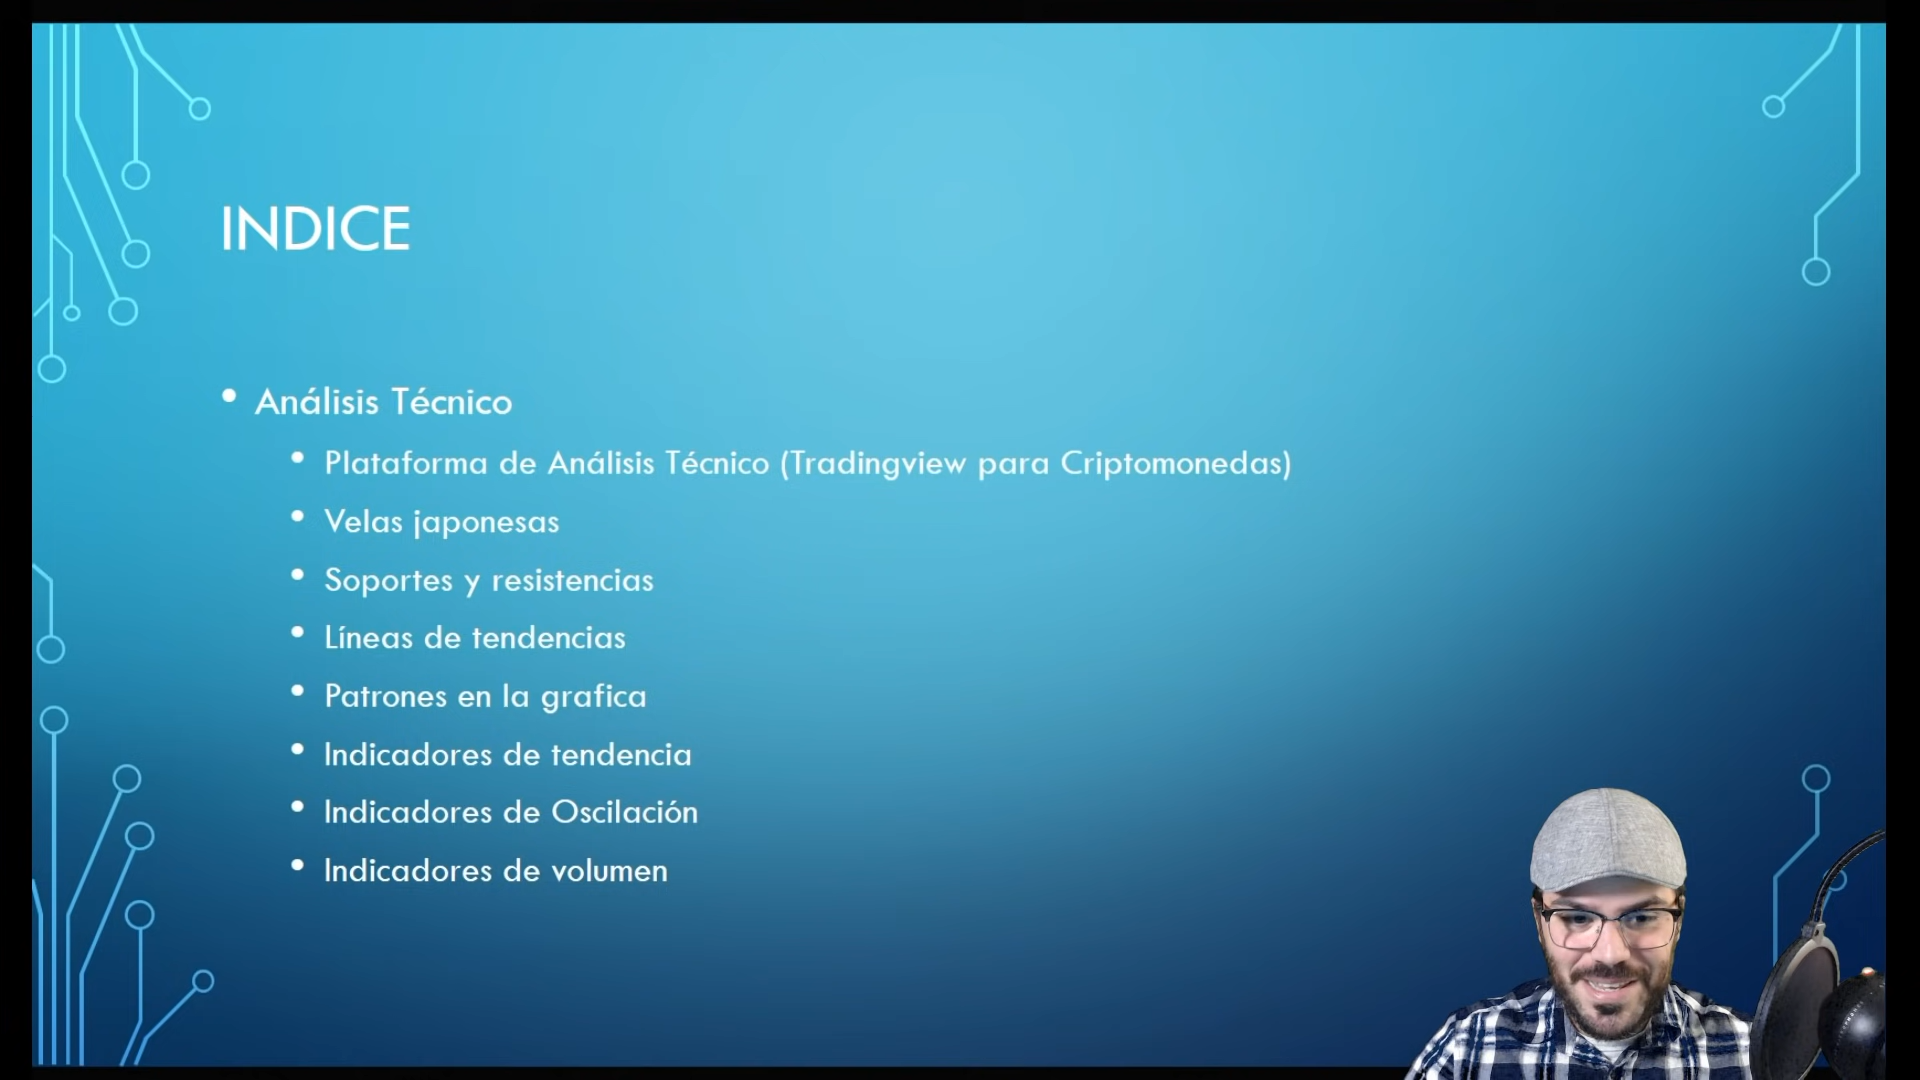 INDICE
• Análisis Técnico
• Plataforma de Análisis Técnico (Tradingview para Criptomonedas)
• Velas japonesas
• Soportes y resistencias
• Líneas de tendencias
• Patrones en la grafica
• Indicadores de tendencia
• Indicadores de Oscilación
• Indicadores de volumen